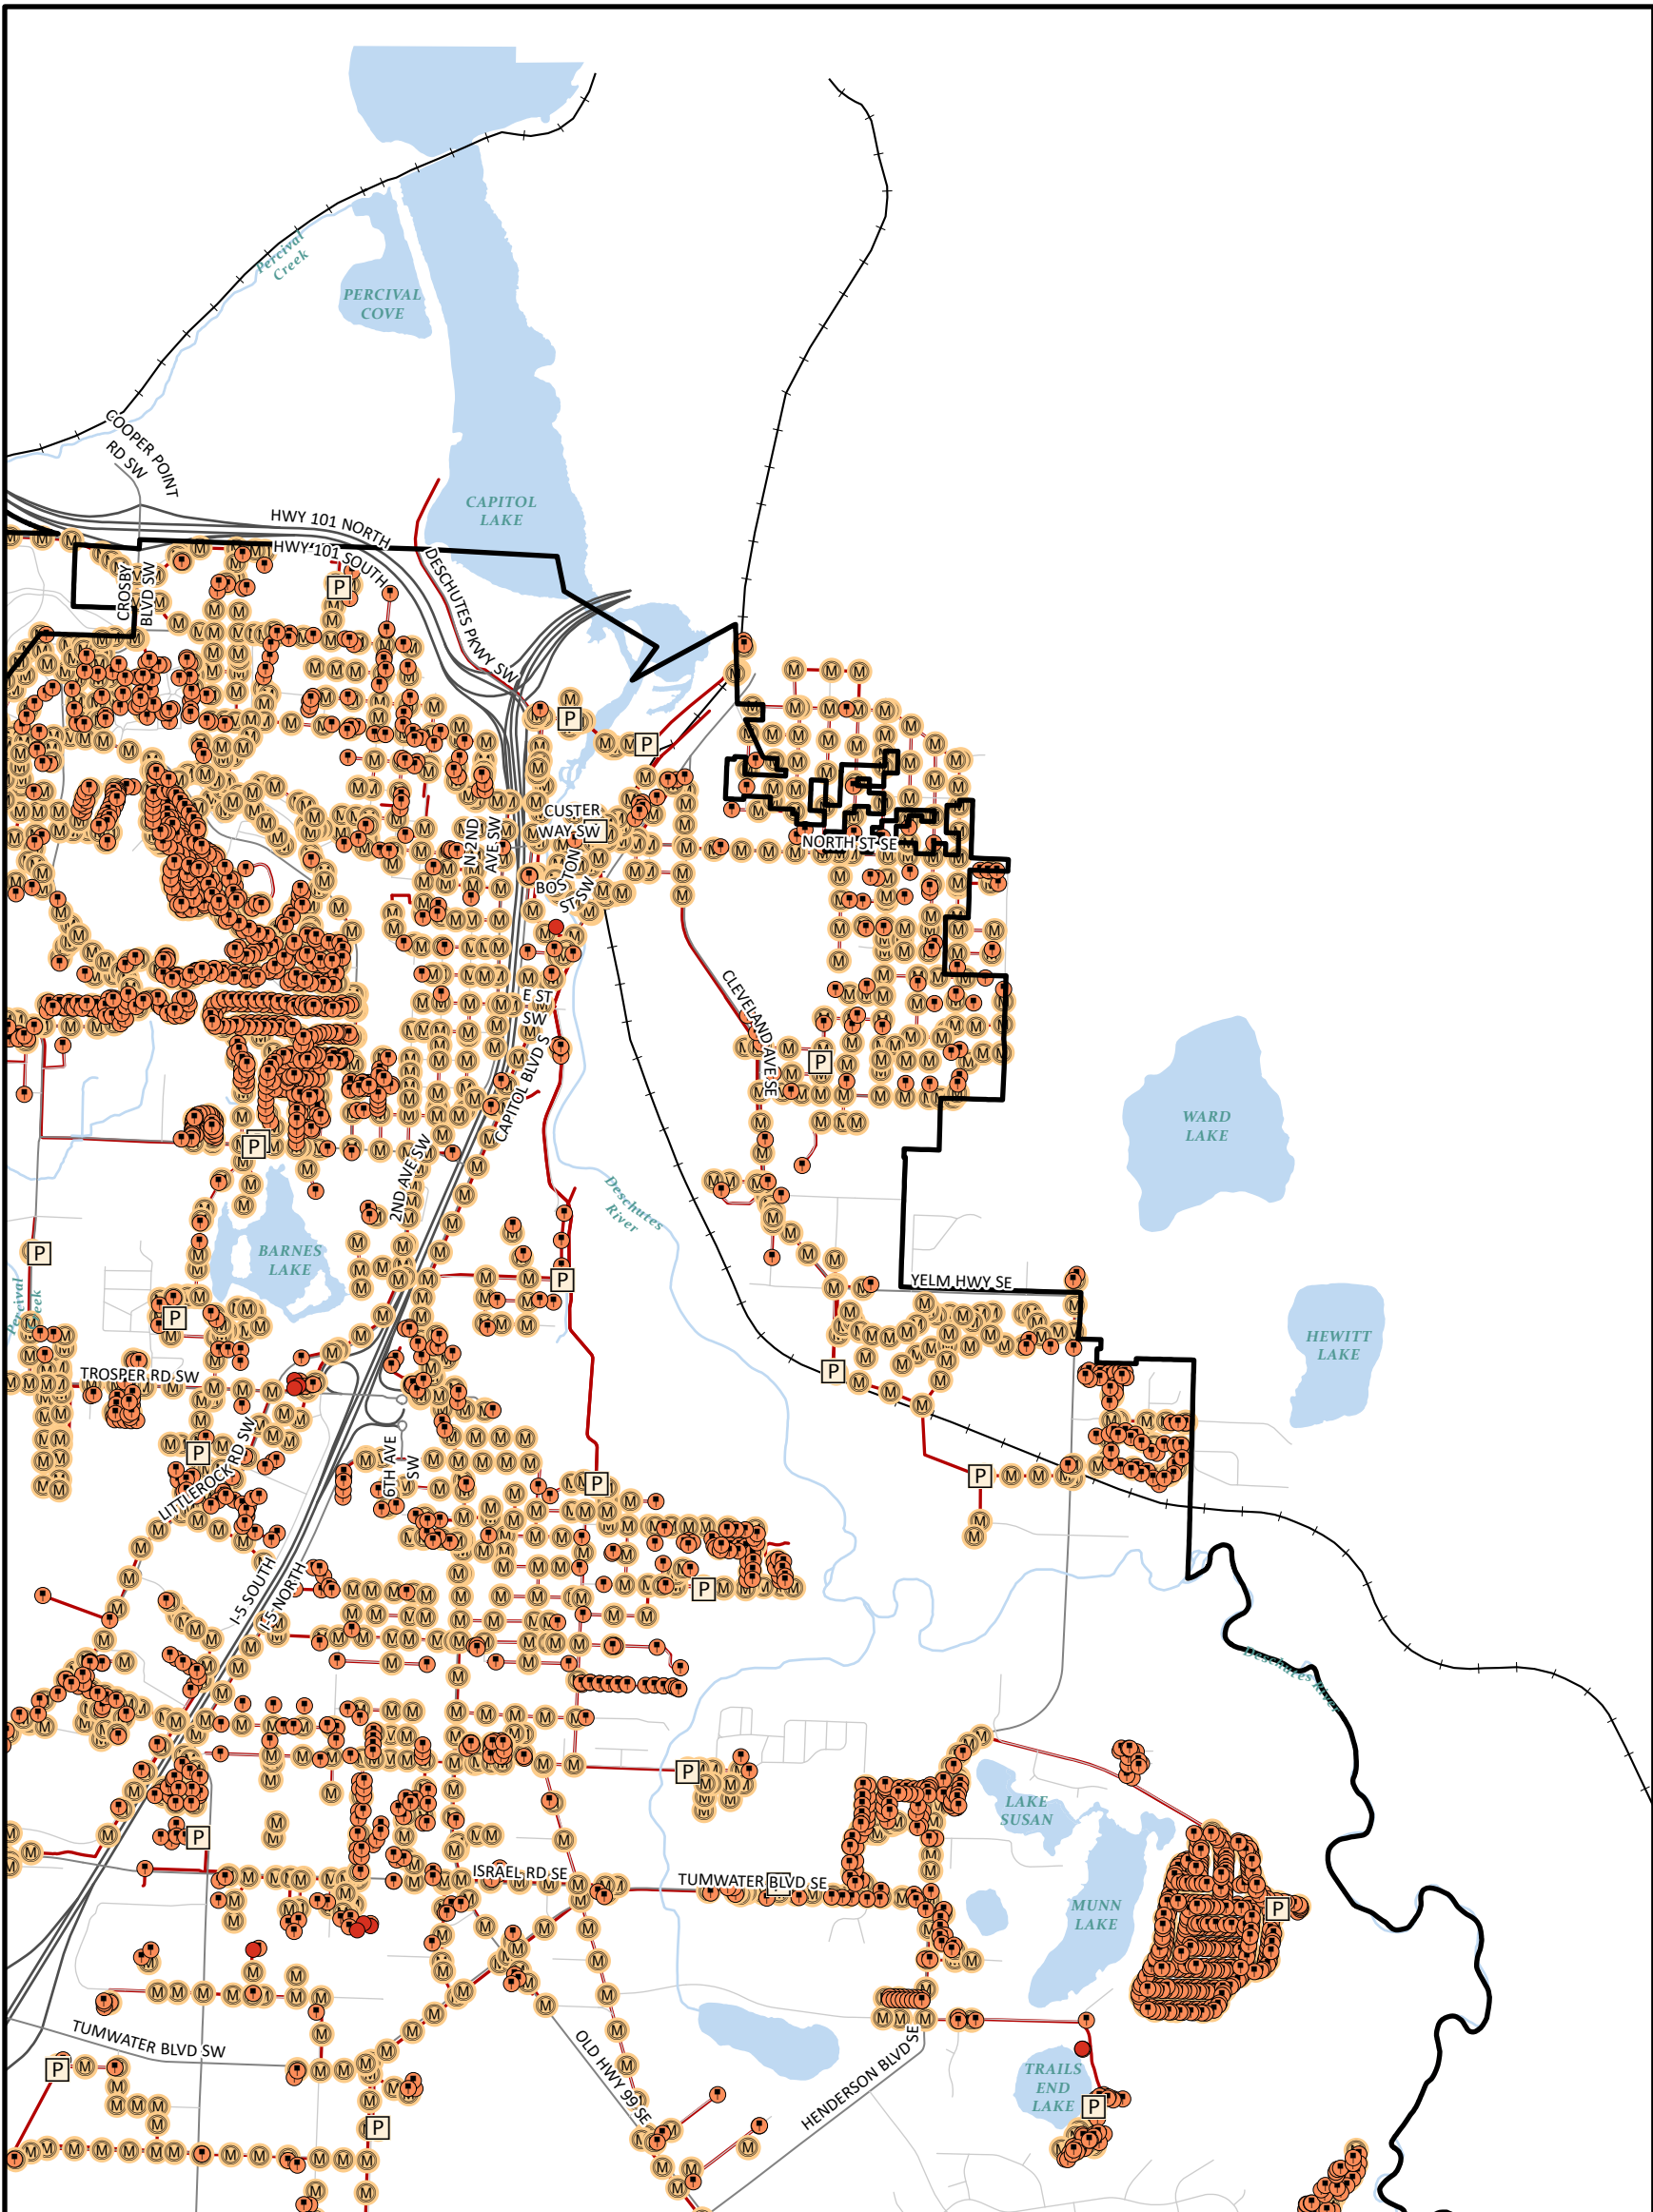 Percival
Creek
PERCIVAL
COVE
COOPER POINT
RD SW
CAPITOL
LAKE
HWY 101 NORTH
HWY 101 SOUTH
CROSBY
BLVD SW
DESCHUTES PKWY SW
CUSTER
WAY SW
N 2ND
AVE SW
NORTH ST SE
BOSTON
ST SW
CLEVELAND AVE SE
E ST
SW
CAPITOL BLVD S
WARD
LAKE
2ND AVE SW
Deschutes
River
BARNES
LAKE
YELM HWY SE
Percival
HEWITT
LAKE
TROSPER RD SW
LITTLEROCK RD SW
6TH AVE
SW
I-5 SOUTH
I-5 NORTH
Deschutes River
LAKE
SUSAN
ISRAEL RD SE
TUMWATER BLVD SE
MUNN
LAKE
TUMWATER BLVD SW
OLD HWY 99 SE
HENDERSON BLVD SE
TRAILS
END
LAKE